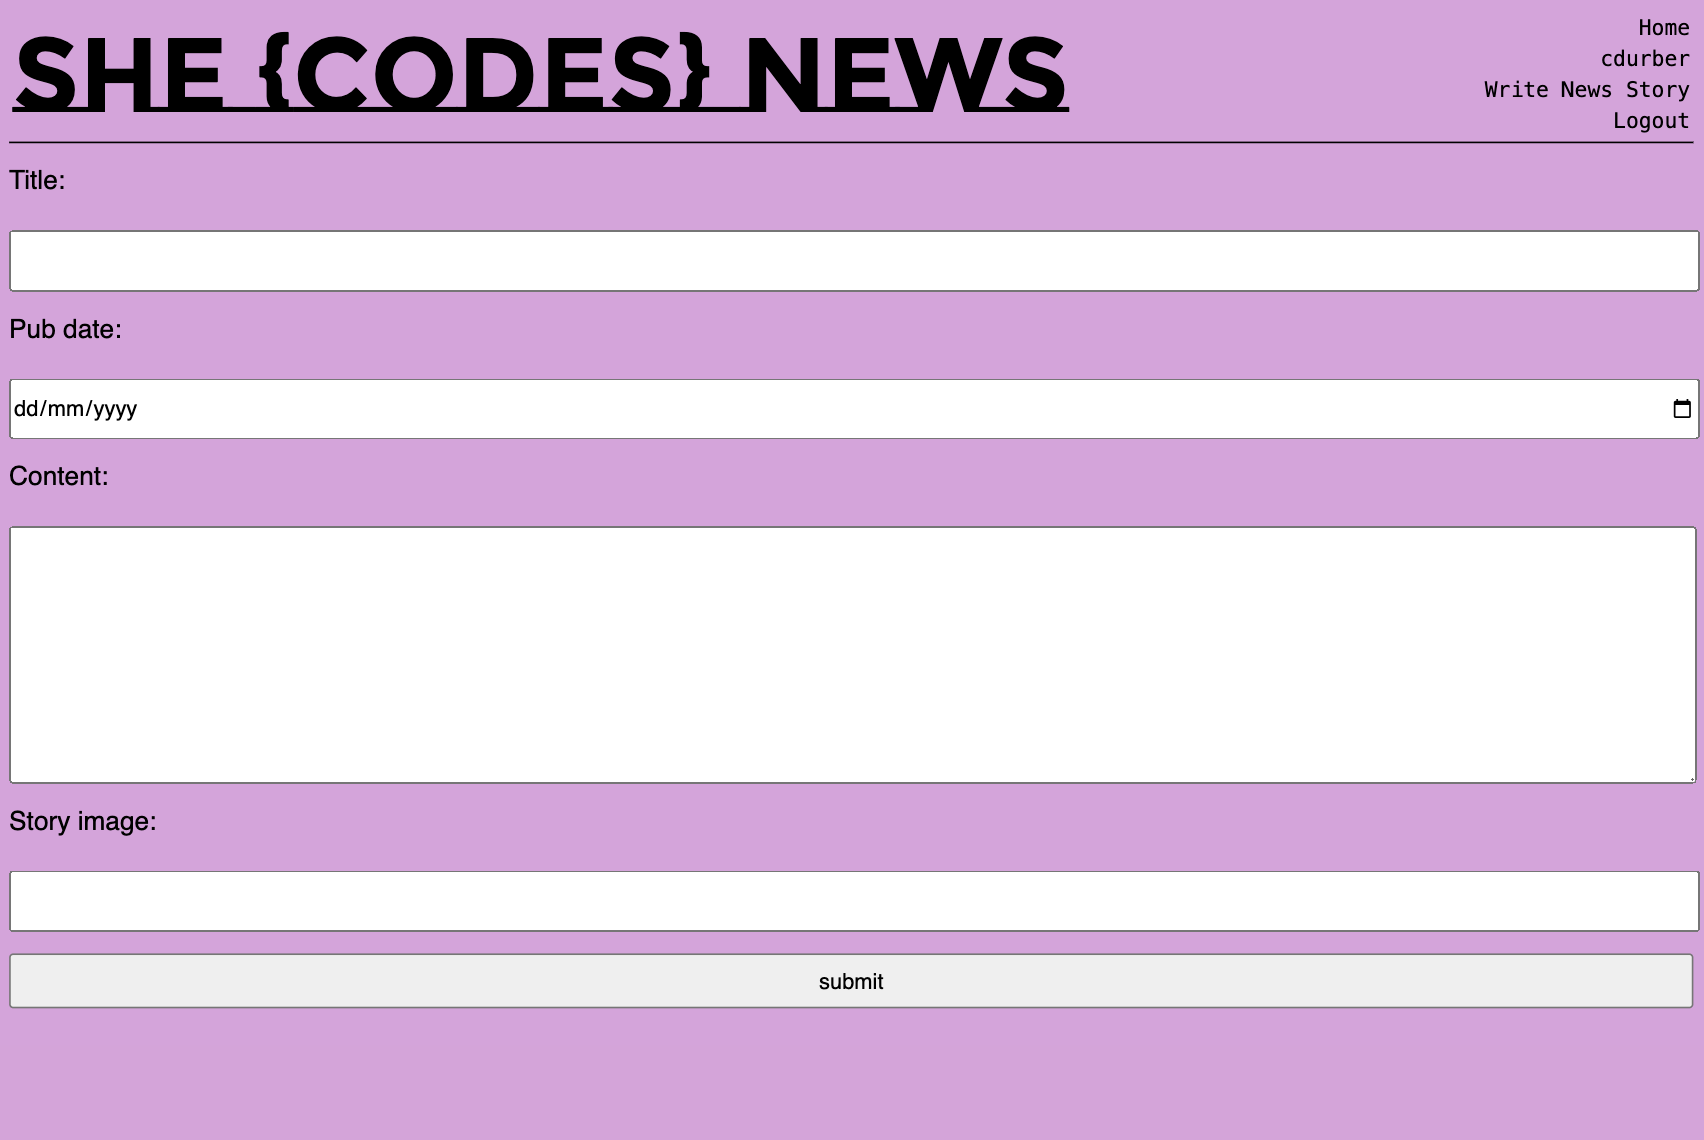 SHE {CODES} NEWS
Home
cdurber
Write News Story
Logout
Title:
Pub date:
dd/mm/yyyy
Content:
Story image:
submit